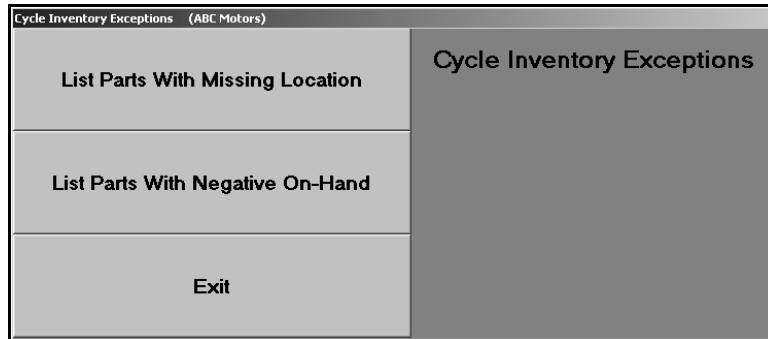 Cycle Inventory Exceptions (ABC Motors)
List Parts With Missing Location
Cycle Inventory Exceptions
List Parts With Negative On-Hand
Exit